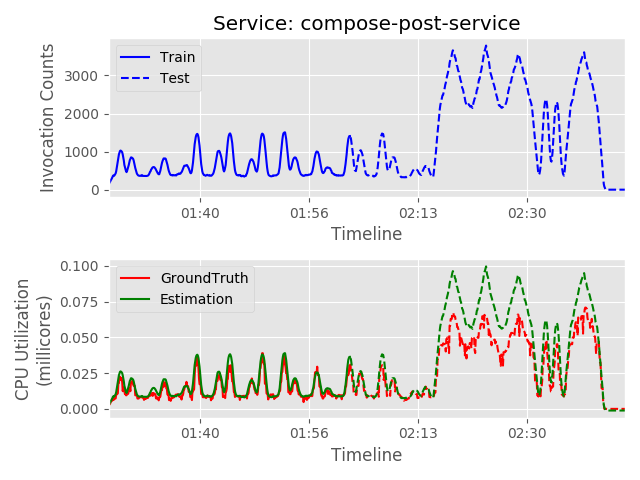 Service: compose-post-service
Invocation Counts
3000
2000
1000
0
Train
Test
01:40
01:56
02:13
02:30
Timeline
CPU Utilization
(millicores)
0.100
0.075
0.050
0.025
0.000
GroundTruth
Estimation
01:40
01:56
02:13
02:30
Timeline